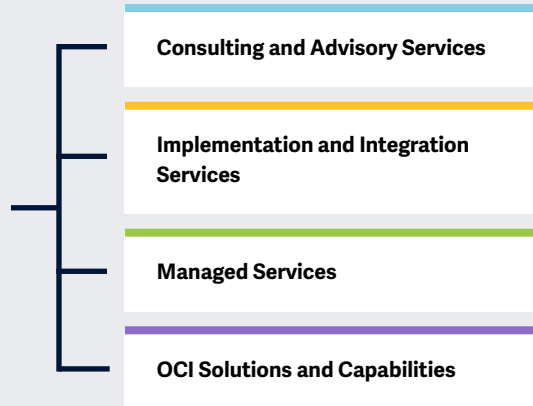 Consulting and Advisory Services
Implementation and Integration
Services
Managed Services
OCI Solutions and Capabilities